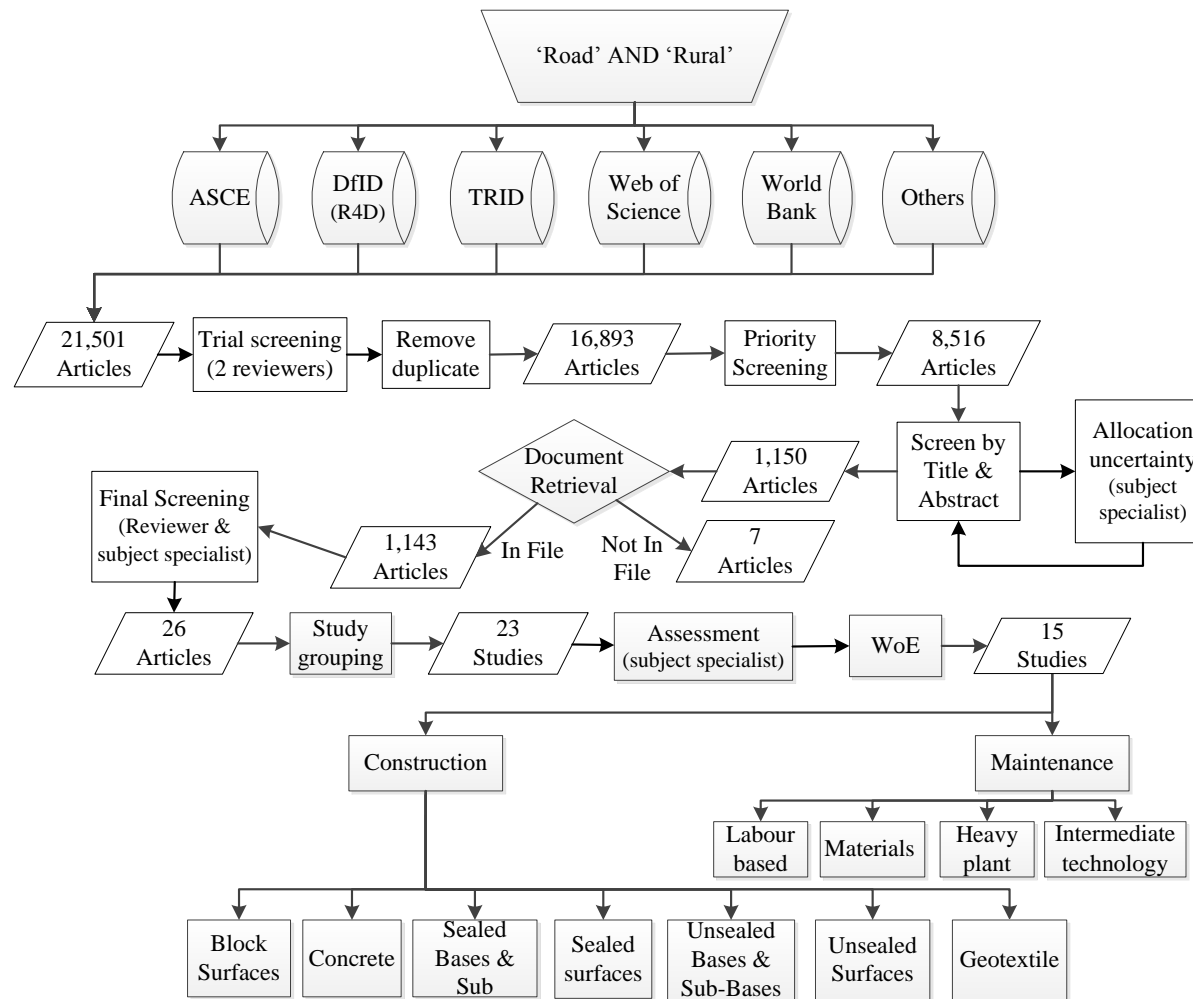 ‘Road’ AND ‘Rural’
ASCE
DfID
(R4D)
TRID
Web of
Science
World
Bank
Others
21,501
Articles
Trial screening
(2 reviewers)
Remove
duplicate
16,893
Articles
Priority
Screening
8,516
Articles
Final Screening
(Reviewer &
subject specialist)
1,143
Articles
In File
Document
Retrieval
Not In
File
7
Articles
1,150
Articles
Screen by
Title &
Abstract
Allocation
uncertainty
(subject
specialist)
26
Articles
Study
grouping
23
Studies
Assessment
(subject specialist)
WoE
15
Studies
Construction
Maintenance
Labour
based
Materials
Heavy
plant
Intermediate
technology
Block
Surfaces
Concrete
Sealed
Bases &
Sub
Sealed
surfaces
Unsealed
Bases &
Sub-Bases
Unsealed
Surfaces
Geotextile